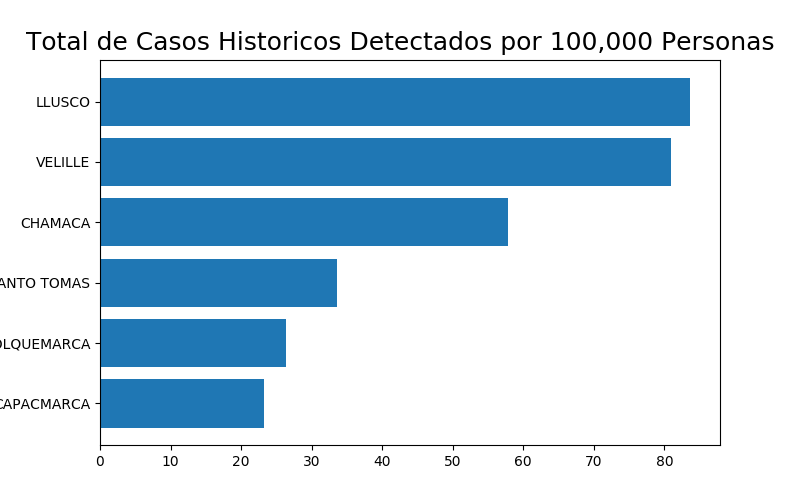 Total de Casos Historicos Detectados por 100,000 Personas
LLUSCO
VELILLE
CHAMACA
ANTO TOMAS
OLQUEMARCA
CAPACMARCA
0 10 20 30 40 50 60 70 80